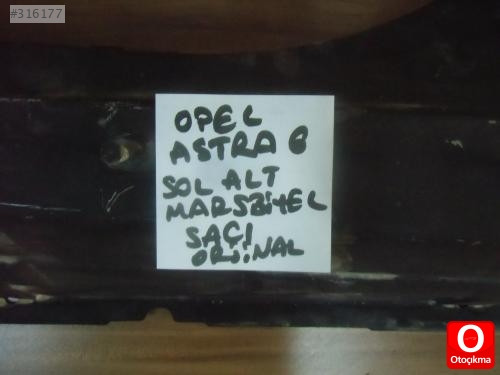 #316177
OPEL
ASTRA G
SOL ALT
MARSBİYEL
SAÇI
ORJİNAL
O
Otoçıkma